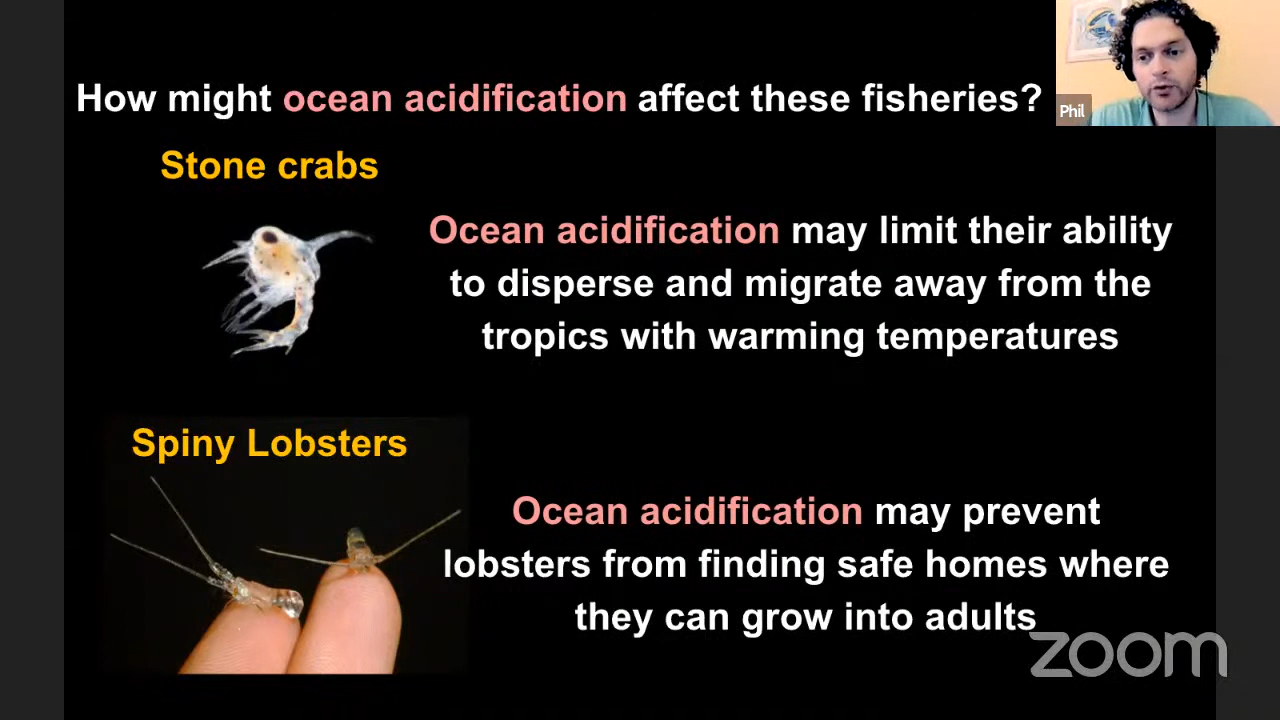 How might ocean acidification affect these fisheries?
Phil
Stone crabs
Ocean acidification may limit their ability
to disperse and migrate away from the
tropics with warming temperatures
Spiny Lobsters
Ocean acidification may prevent
lobsters from finding safe homes where
they can grow into adults
zoom